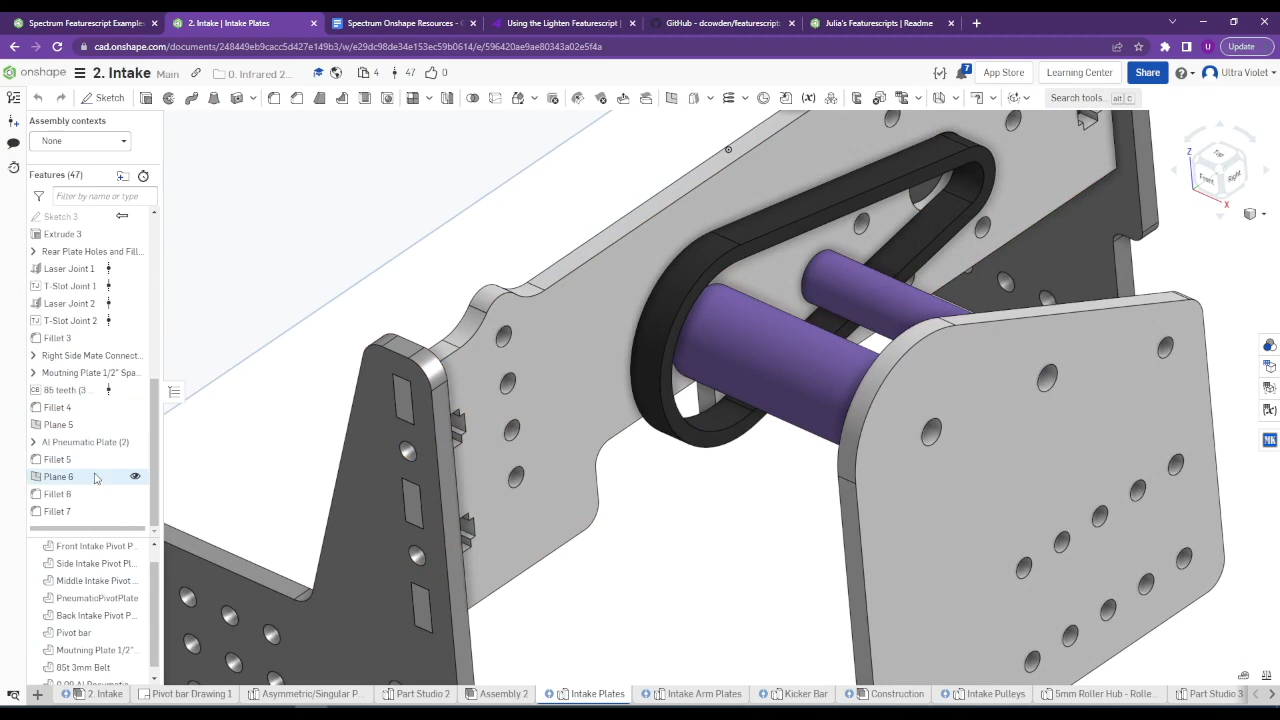 Spectrum Featurescript Examples
2. Intake | Intake Plates
Spectrum Onshape Resources - G
Using the Lighten Featurescript |
GitHub - dcowden/featurescript:
Julia's Featurescripts | Readme
cad.onshape.com/documents/248449eb9cacc5d317e149b3/w/e29dc98de34e153ec59b0614/e/596420ae9ae80343a02e5f4a
Update
onshape
2. Intake
Main
0. Infrared 2...
4
47
0
7
App Store
Learning Center
Share
Ultra Violet
Sketch
Search tools...
alt
C
Assembly contexts
None
Features (47)
Filter by name or type
Sketch 3
Extrude 3
Rear Plate Holes and Fill...
Laser Joint 1
T-Slot Joint 1
Laser Joint 2
T-Slot Joint 2
Fillet 3
Right Side Mate Connect...
Moutning Plate 1/2" Spa...
85 teeth (3 ...
Fillet 4
Plane 5
Al Pneumatic Plate (2)
Fillet 5
Plane 6
Fillet 6
Fillet 7
Front Intake Pivot P...
Side Intake Pivot Pl...
Middle Intake Pivot ...
PneumaticPivotPlate
Back Intake Pivot P...
Pivot bar
Moutning Plate 1/2"...
85t 3mm Belt
Z
Top
Front
Right
X
MK
2. Intake
Pivot bar Drawing 1
Asymmetric/Singular P...
Part Studio 2
Assembly 2
Intake Plates
Intake Arm Plates
Kicker Bar
Construction
Intake Pulleys
5mm Roller Hub - Rolle...
Part Studio 3